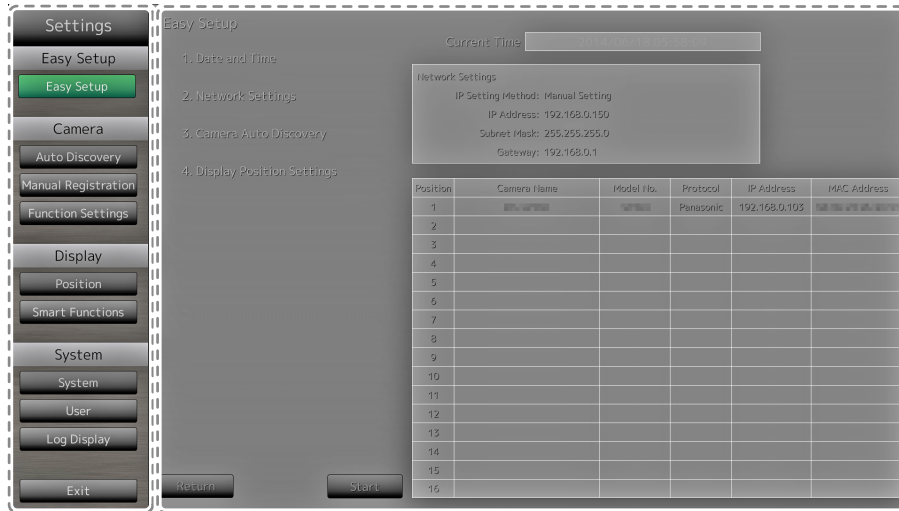 Settings
Easy Setup
Easy Setup
Camera
Auto Discovery
Manual Registration
Function Settings
Display
Position
Smart Functions
System
System
User
Log Display
Exit
Easy Setup
Current Time
1. Date and Time
2. Network Settings
3. Camera Auto Discovery
4. Display Position Settings
Network Settings
IP Setting Method: Manual Setting
IP Address: 192.168.0.150
Subnet Mask: 255.255.255.0
Gateway: 192.168.0.1
Position Camera Name Model No. Protocol IP Address MAC Address
1 Panasonic 192.168.0.103
2
3
4
5
6
7
8
9
10
11
12
13
14
15
16
Return
Start